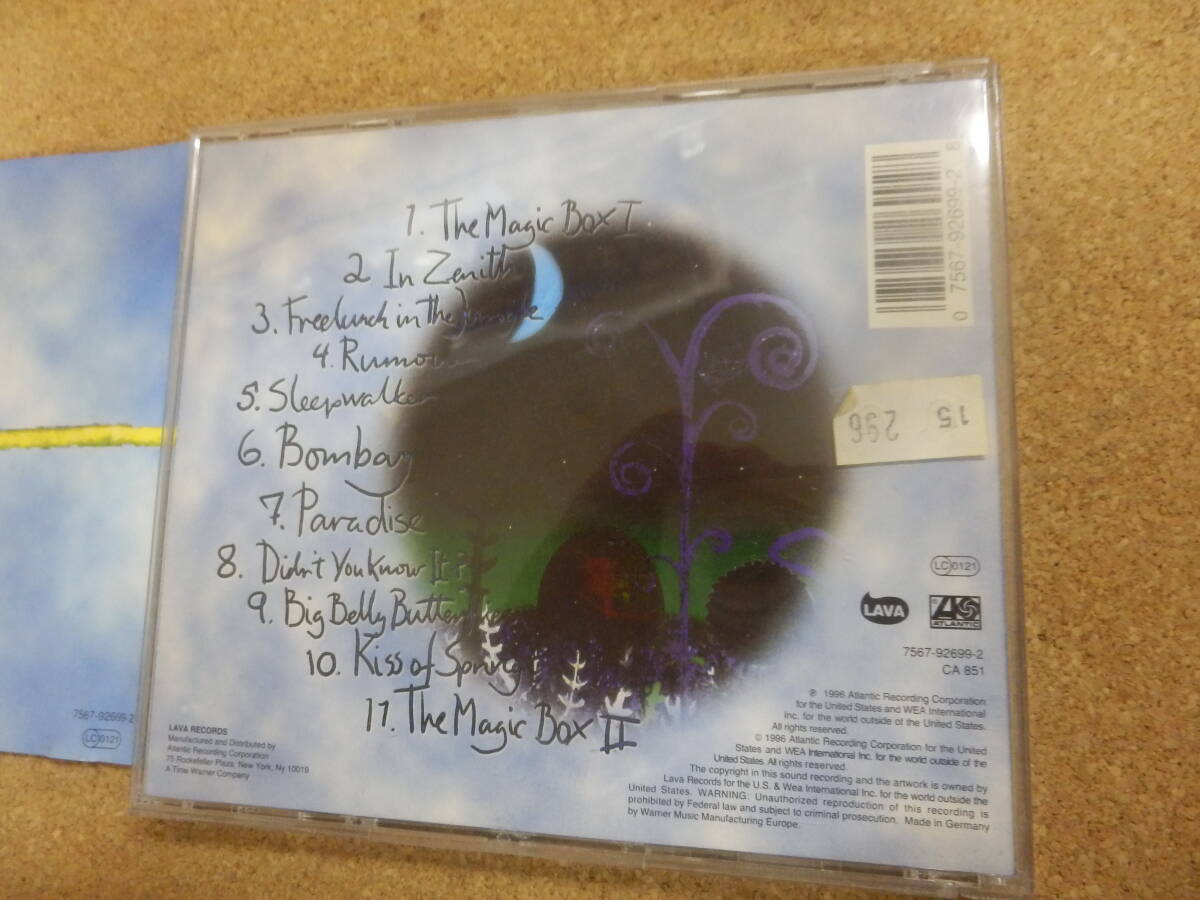 1. The Magic Box I
2 In Zenith
3. Freelunch in the Jungle
4. Rumour
5. Sleepwalker
6. Bombay
7. Paradise
8. Didn't You Know It?
9. Big Belly Butter
10. Kiss of Spring
11. The Magic Box II
0 7567-92699-2 8
15 296
LC 0121
LAVA
ATLANTIC
7567-92699-2
CA 851
℗ 1996 Atlantic Recording Corporation
for the United States and WEA International
Inc. for the world outside of the United States.
All rights reserved.
© 1996 Atlantic Recording Corporation for the United
States and WEA International Inc. for the world outside of the
United States. All rights reserved.
The copyright in this sound recording and the artwork is owned by
Lava Records for the U.S. & Wea International Inc. for the world outside the
United States. WARNING: Unauthorized reproduction of this recording is
prohibited by Federal law and subject to criminal prosecution. Made in Germany
by Warner Music Manufacturing Europe.
LAVA RECORDS
Manufactured and Distributed by
Atlantic Recording Corporation
75 Rockefeller Plaza, New York, Ny 10019
A Time Warner Company
7567-92699-2
LC 0121